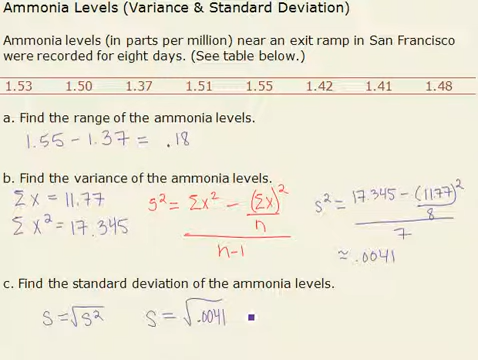 Ammonia Levels (Variance & Standard Deviation)
Ammonia levels (in parts per million) near an exit ramp in San Francisco
were recorded for eight days. (See table below.)
1.53 1.50 1.37 1.51 1.55 1.42 1.41 1.48
a. Find the range of the ammonia levels.
1.55 - 1.37 = .18
b. Find the variance of the ammonia levels.
Σx = 11.77
Σx² = 17.345
s² = (Σx² - (Σx)²/n)/(n-1)
s² = (17.345 - (11.77)²/8)/7
≈ .0041
c. Find the standard deviation of the ammonia levels.
s = √s² s = √.0041